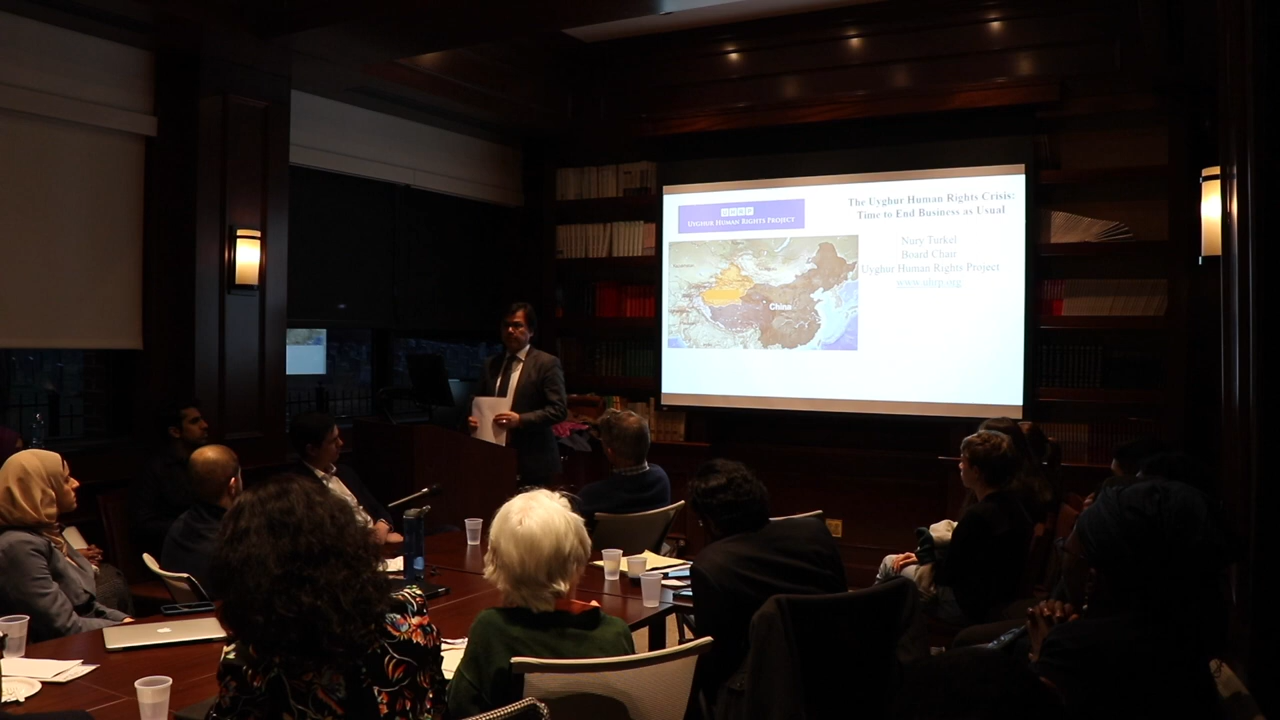 UHRP
UYGHUR HUMAN RIGHTS PROJECT
The Uyghur Human Rights Crisis:
Time to End Business as Usual
Nury Turkel
Board Chair
Uyghur Human Rights Project
www.uhrp.org
China